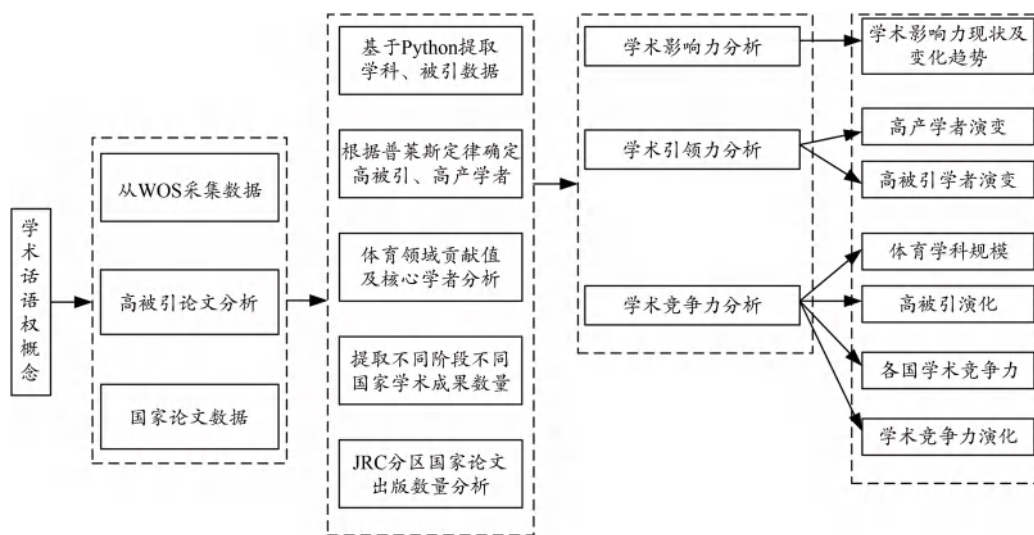 学术话语权概念
从WOS采集数据
高被引论文分析
国家论文数据
基于Python提取
学科、被引数据
根据普莱斯定律确定
高被引、高产学者
体育领域贡献值
及核心学者分析
提取不同阶段不同
国家学术成果数量
JRC分区国家论文
出版数量分析
学术影响力分析
学术引领力分析
学术竞争力分析
学术影响力现状及
变化趋势
高产学者演变
高被引学者演变
体育学科规模
高被引演化
各国学术竞争力
学术竞争力演化